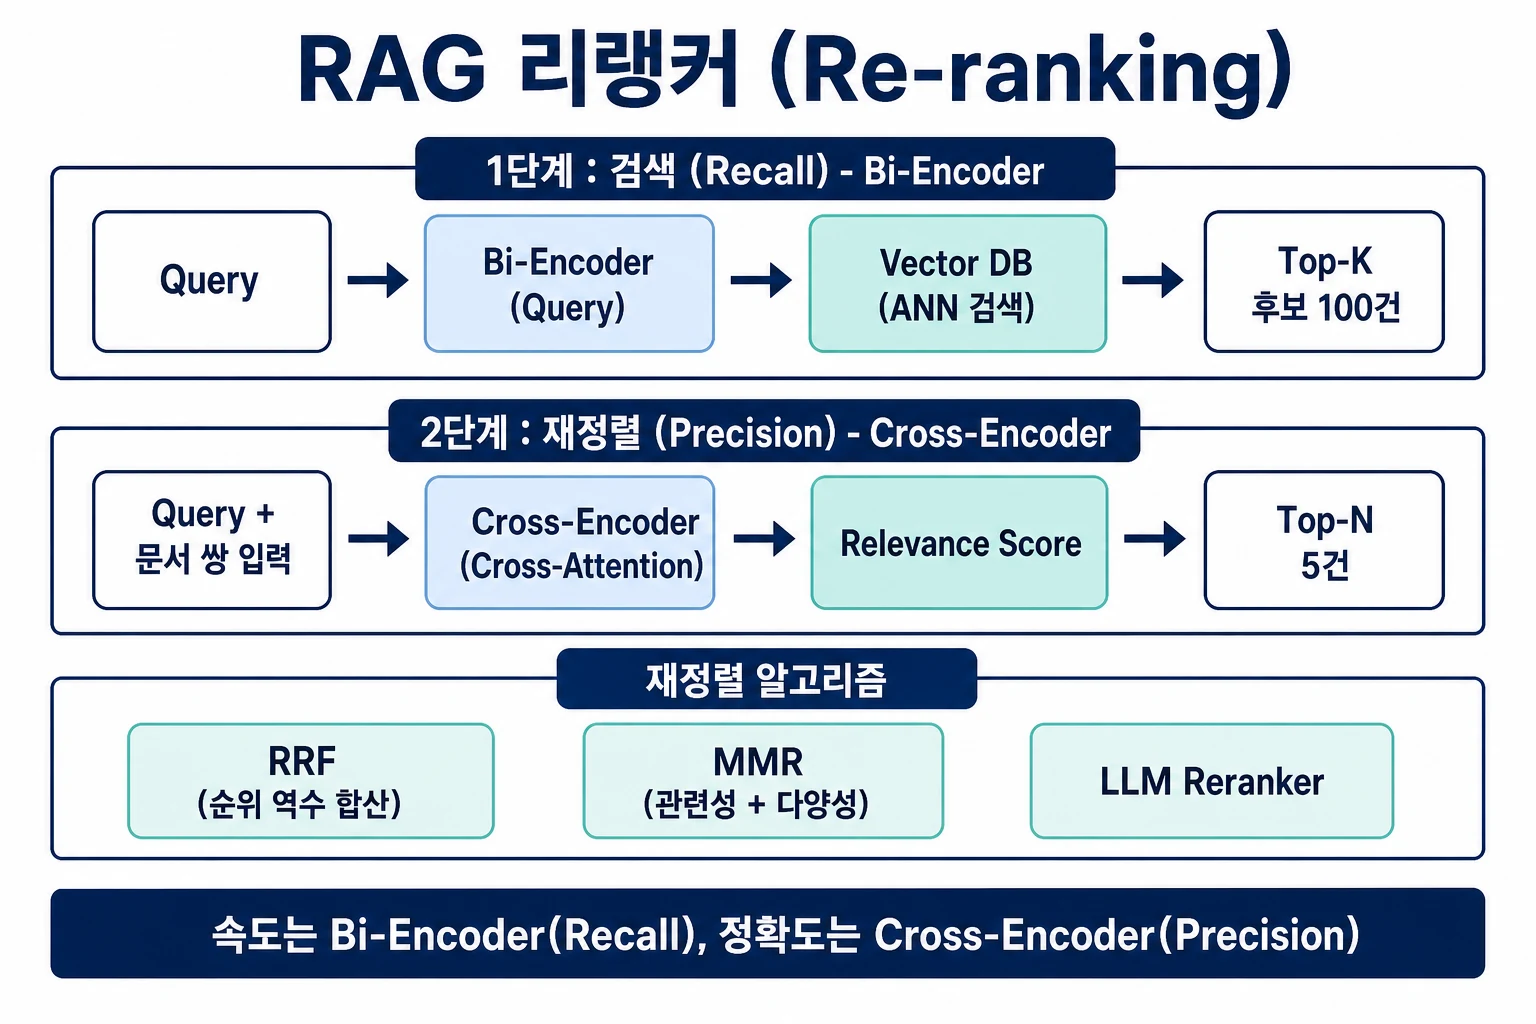 RAG 리랭커 (Re-ranking)
1단계 : 검색 (Recall) - Bi-Encoder
Query
Bi-Encoder
(Query)
Vector DB
(ANN 검색)
Top-K
후보 100건
2단계 : 재정렬 (Precision) - Cross-Encoder
Query +
문서 쌍 입력
Cross-Encoder
(Cross-Attention)
Relevance Score
Top-N
5건
재정렬 알고리즘
RRF
(순위 역수 합산)
MMR
(관련성 + 다양성)
LLM Reranker
속도는 Bi-Encoder(Recall), 정확도는 Cross-Encoder(Precision)